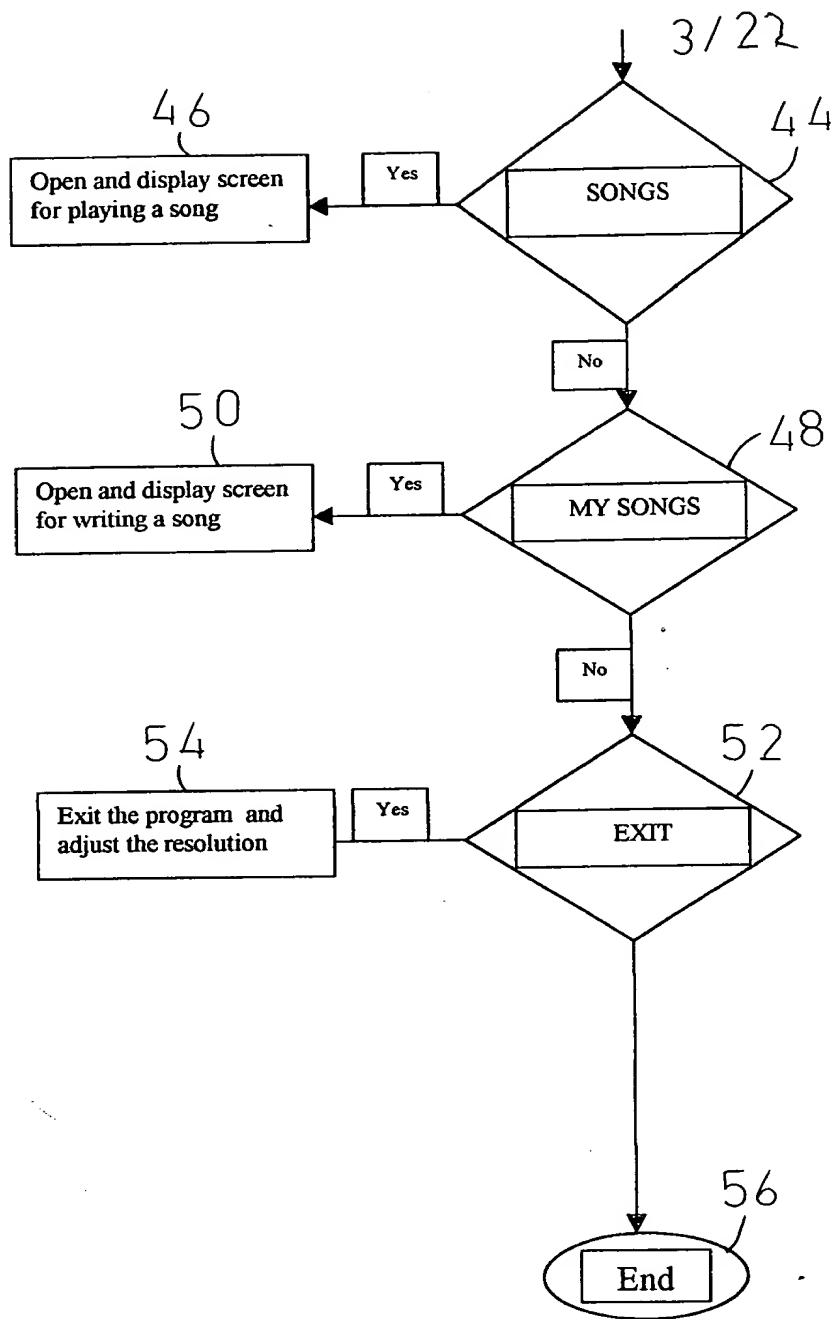 3/22
46
44
Yes
Open and display screen
for playing a song
SONGS
No
50
48
Yes
Open and display screen
for writing a song
MY SONGS
No
54
52
Yes
Exit the program and
adjust the resolution
EXIT
56
End